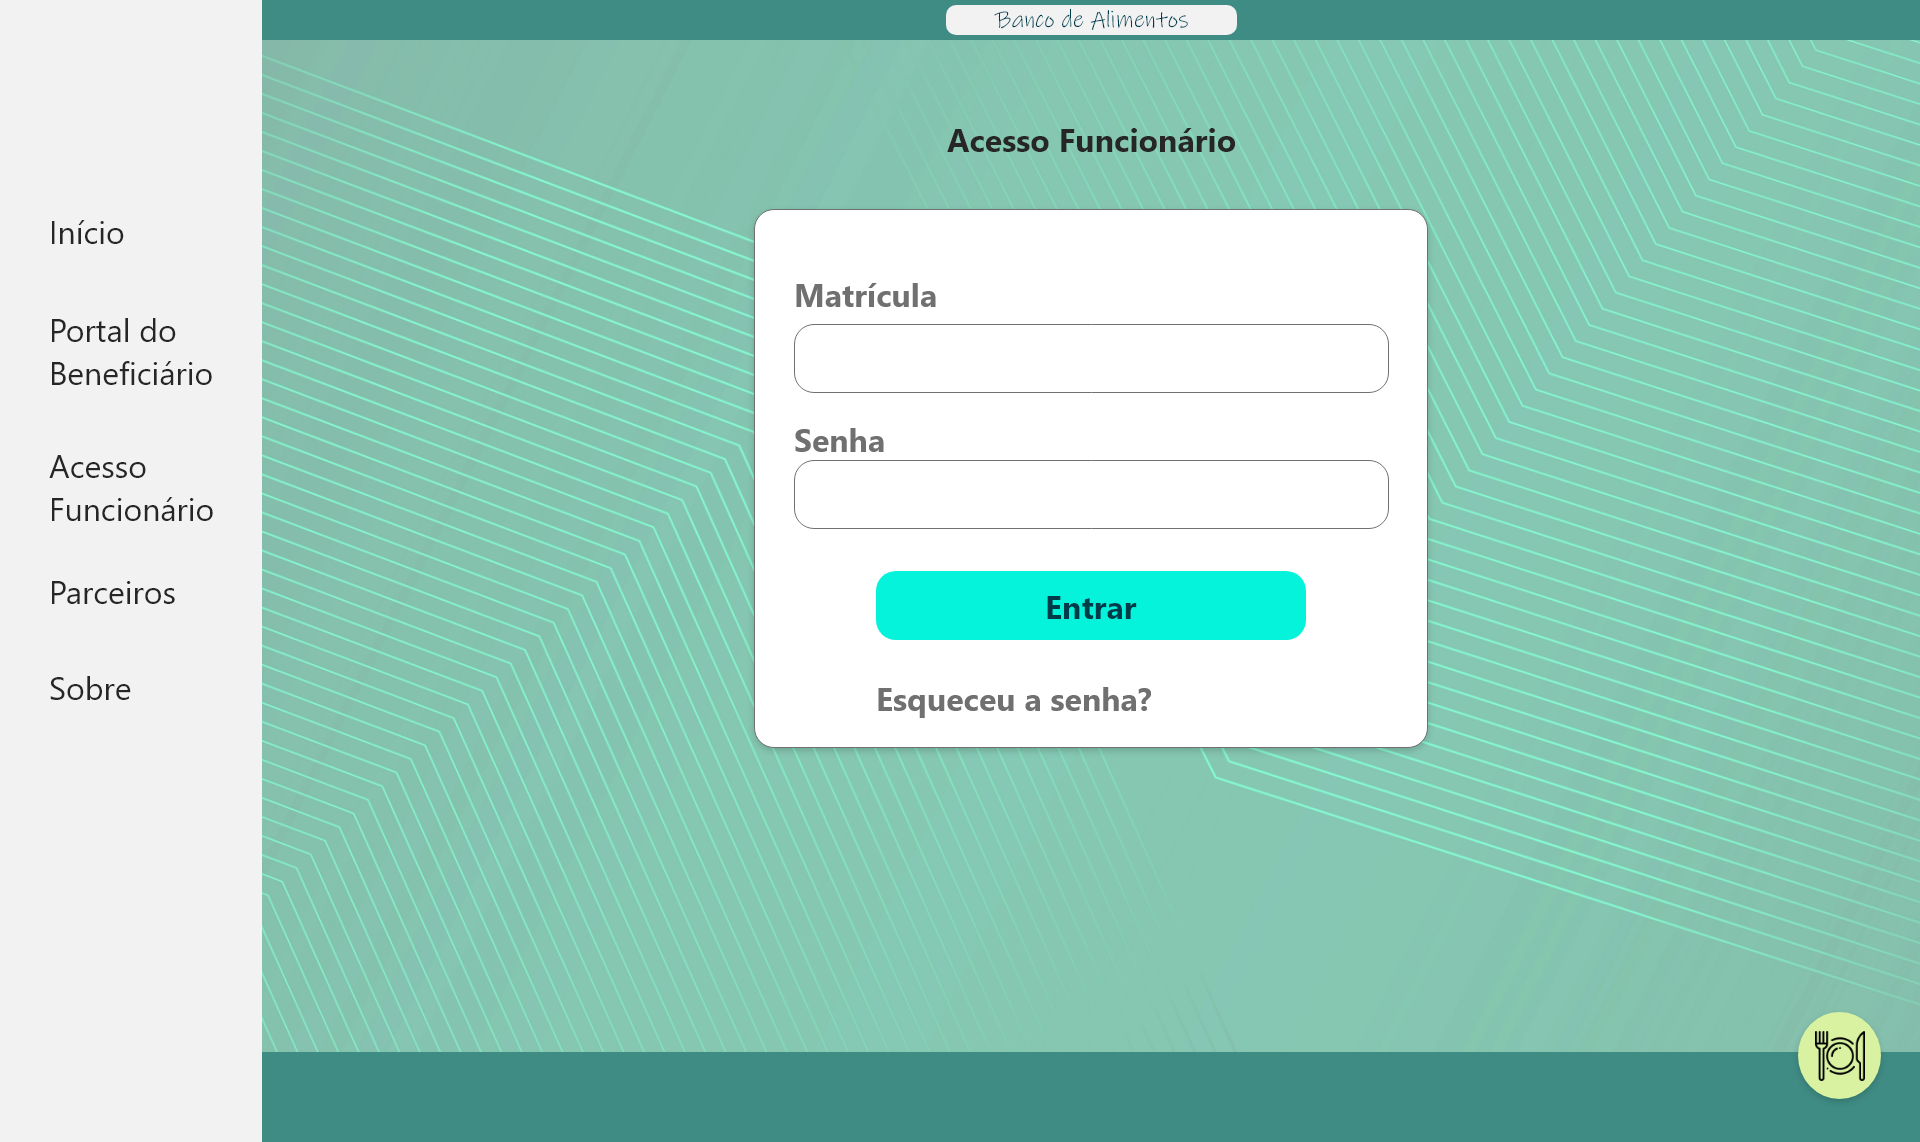 Banco de Alimentos
Início
Portal do
Beneficiário
Acesso
Funcionário
Parceiros
Sobre
Acesso Funcionário
Matrícula
Senha
Entrar
Esqueceu a senha?